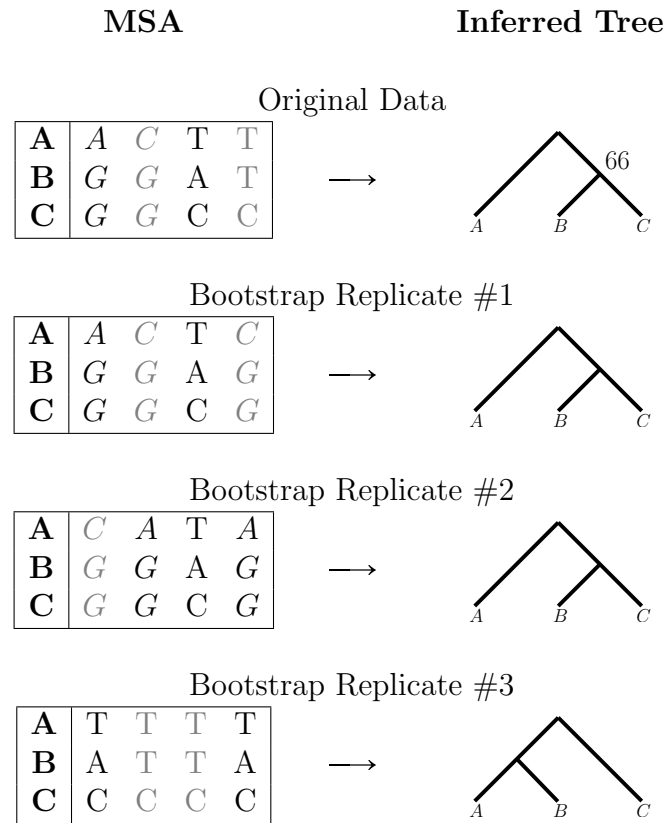 MSA Inferred Tree
Original Data
A A C T T
B G G A T
C G G C C
⟶
66
A B C
Bootstrap Replicate #1
A A C T C
B G G A G
C G G C G
⟶
A B C
Bootstrap Replicate #2
A C A T A
B G G A G
C G G C G
⟶
A B C
Bootstrap Replicate #3
A T T T T
B A T T A
C C C C C
⟶
A B C